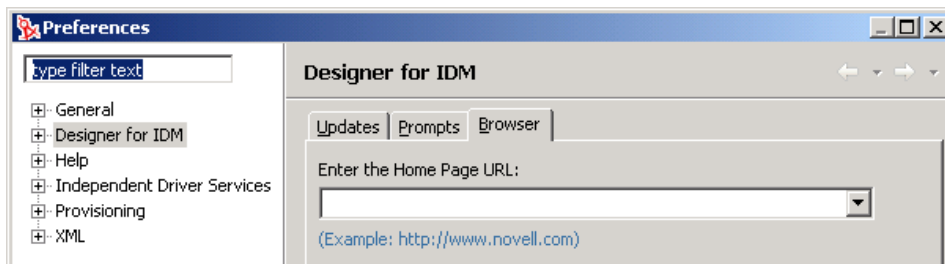 Preferences
type filter text
General
Designer for IDM
Help
Independent Driver Services
Provisioning
XML
Designer for IDM
Updates Prompts Browser
Enter the Home Page URL:
(Example: http://www.novell.com)